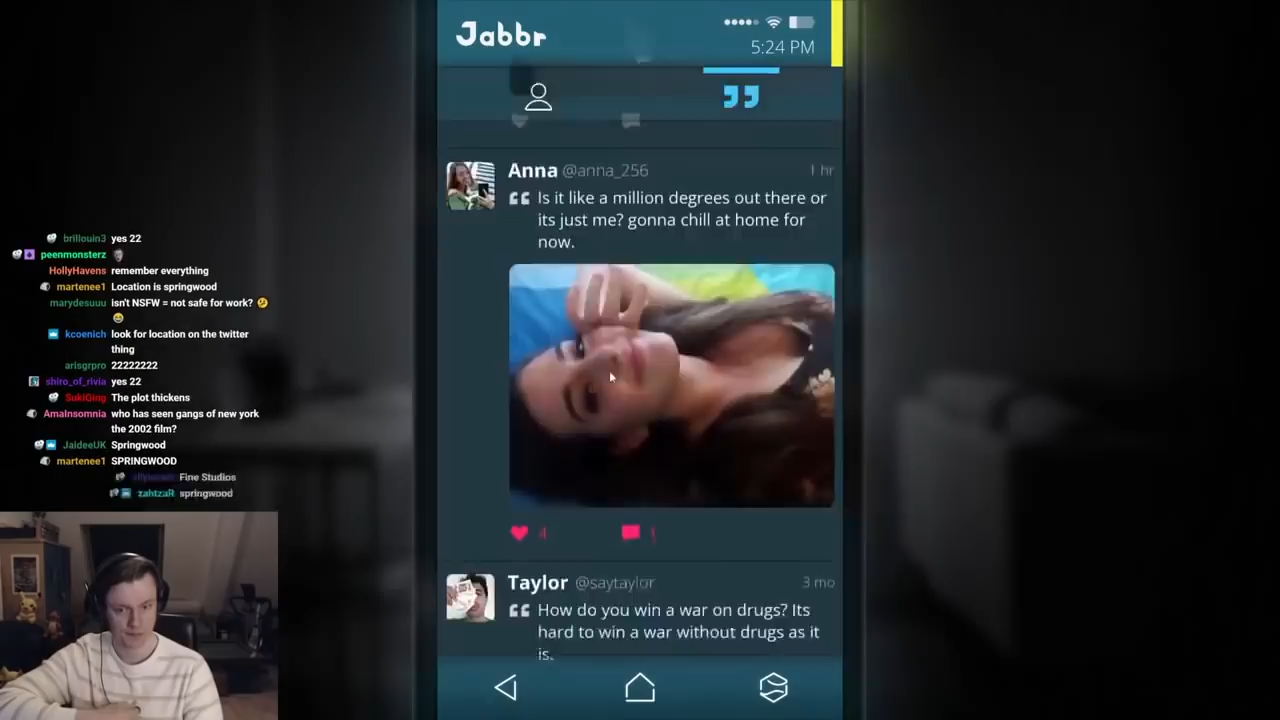 Jabbr
5:24 PM
Anna @anna_256 1 hr
Is it like a million degrees out there or
its just me? gonna chill at home for
now.
4 1
Taylor @saytaylor 3 mo
How do you win a war on drugs? Its
hard to win a war without drugs as it
is.
brillouin3 yes 22
peenmonsterz
HollyHavens remember everything
martenee1 Location is springwood
marydesuuu isn't NSFW = not safe for work?
kcoenich look for location on the twitter
thing
arisgrpro 22222222
shiro_of_rivia yes 22
SukiGing The plot thickens
AmaInsomnia who has seen gangs of new york
the 2002 film?
JaideeUK Springwood
martenee1 SPRINGWOOD
Fine Studios
zahtzaR springwood